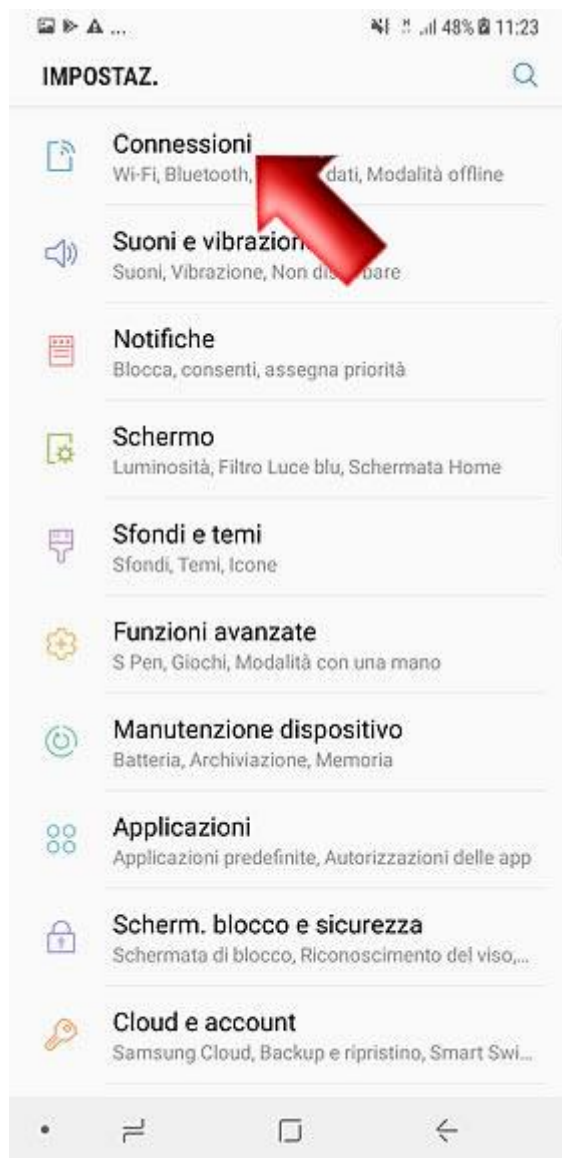 ... 48% 11:23
IMPOSTAZ.
Connessioni
Wi-Fi, Bluetooth, dati, Modalità offline
Suoni e vibrazioni
Suoni, Vibrazione, Non disturbare
Notifiche
Blocca, consenti, assegna priorità
Schermo
Luminosità, Filtro Luce blu, Schermata Home
Sfondi e temi
Sfondi, Temi, Icone
Funzioni avanzate
S Pen, Giochi, Modalità con una mano
Manutenzione dispositivo
Batteria, Archiviazione, Memoria
Applicazioni
Applicazioni predefinite, Autorizzazioni delle app
Scherm. blocco e sicurezza
Schermata di blocco, Riconoscimento del viso,...
Cloud e account
Samsung Cloud, Backup e ripristino, Smart Swi...